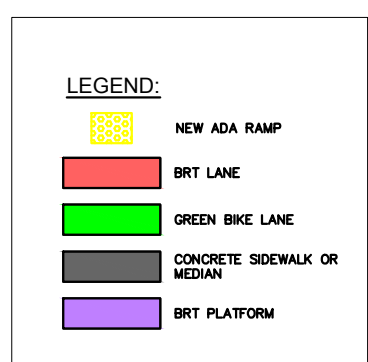 LEGEND:
NEW ADA RAMP
BRT LANE
GREEN BIKE LANE
CONCRETE SIDEWALK OR
MEDIAN
BRT PLATFORM